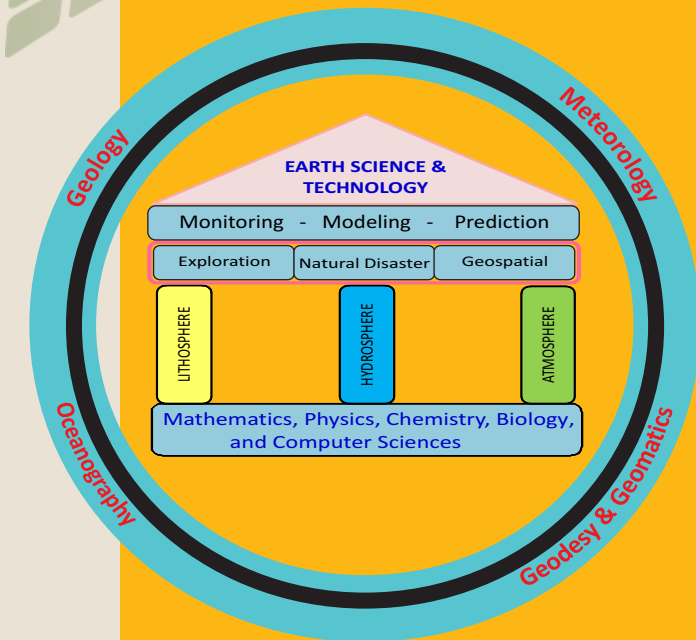 Geology
Meteorology
EARTH SCIENCE &
TECHNOLOGY
Monitoring - Modeling - Prediction
Exploration
Natural Disaster
Geospatial
LITHOSPHERE
HYDROSPHERE
ATMOSPHERE
Mathematics, Physics, Chemistry, Biology,
and Computer Sciences
Oceanography
Geodesy & Geomatics